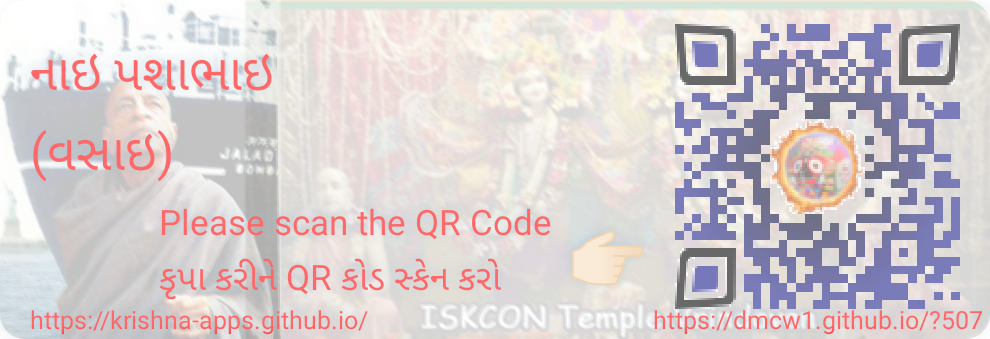 નાઇ પશાભાઇ
(વસાઇ)
JALAD
Please scan the QR Code
કૃપા કરીને QR કોડ સ્કેન કરો
ISKCON
https://krishna-apps.github.io/
https://dmcw1.github.io/?507